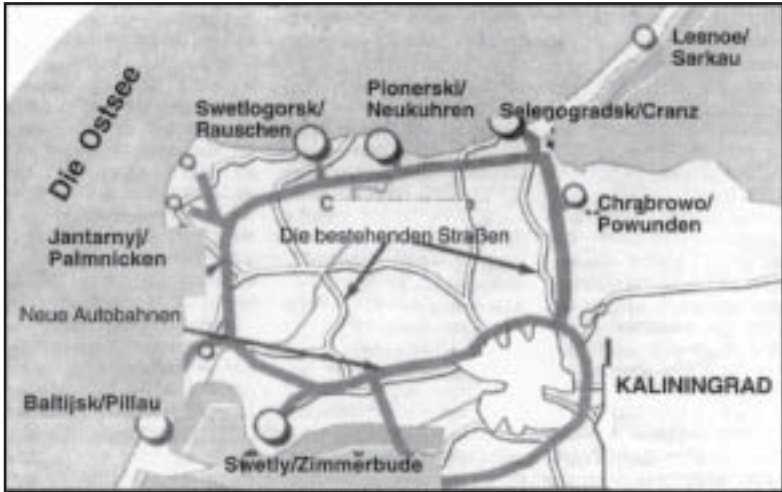 Lesnoe/
Sarkau
Pionerski/
Neukuhren
Swetlogorsk/
Rauschen
Selenogradsk/Cranz
Die Ostsee
Chrabrowo/
Powunden
Jantarnyj/
Palmnicken
Die bestehenden Straßen
Neue Autobahnen
KALININGRAD
Baltijsk/Pillau
Swetly/Zimmerbude